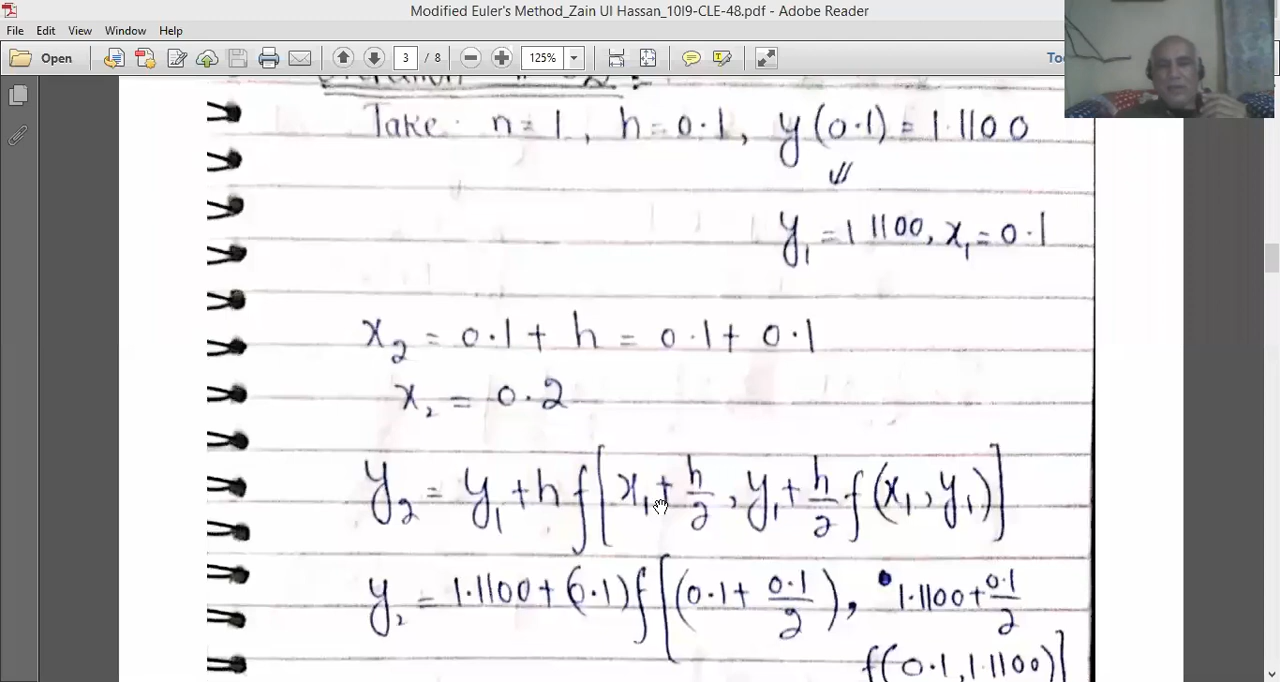 Modified Euler's Method_Zain Ul Hassan_10I9-CLE-48.pdf - Adobe Reader
File Edit View Window Help
Open 3 / 8 125%
Take n=1, h=0.1, y(0.1)=1.1100
y₁=1.1100, x₁=0.1
x₂ = 0.1 + h = 0.1 + 0.1
x₂ = 0.2
y₂ = y₁ + h f[x₁ + h/2, y₁ + h/2 f(x₁, y₁)]
y₂ = 1.1100 + (0.1) f[(0.1 + 0.1/2), 1.1100 + 0.1/2
f(0.1, 1.1100)]